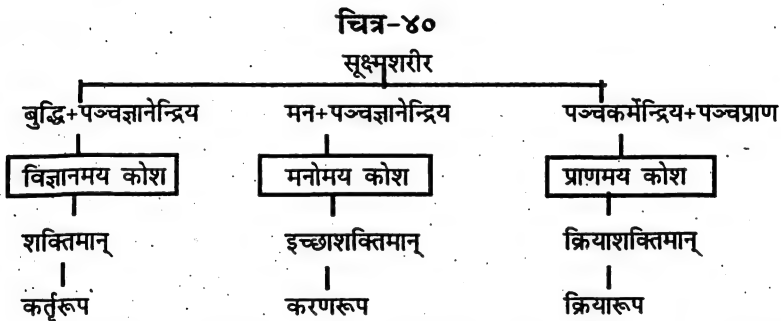 चित्र-४०
सूक्ष्मशरीर
बुद्धि+पञ्चज्ञानेन्द्रिय मन+पञ्चज्ञानेन्द्रिय पञ्चकर्मेन्द्रिय+पञ्चप्राण
विज्ञानमय कोश मनोमय कोश प्राणमय कोश
शक्तिमान् इच्छाशक्तिमान् क्रियाशक्तिमान्
कर्तृरूप करणरूप क्रियारूप